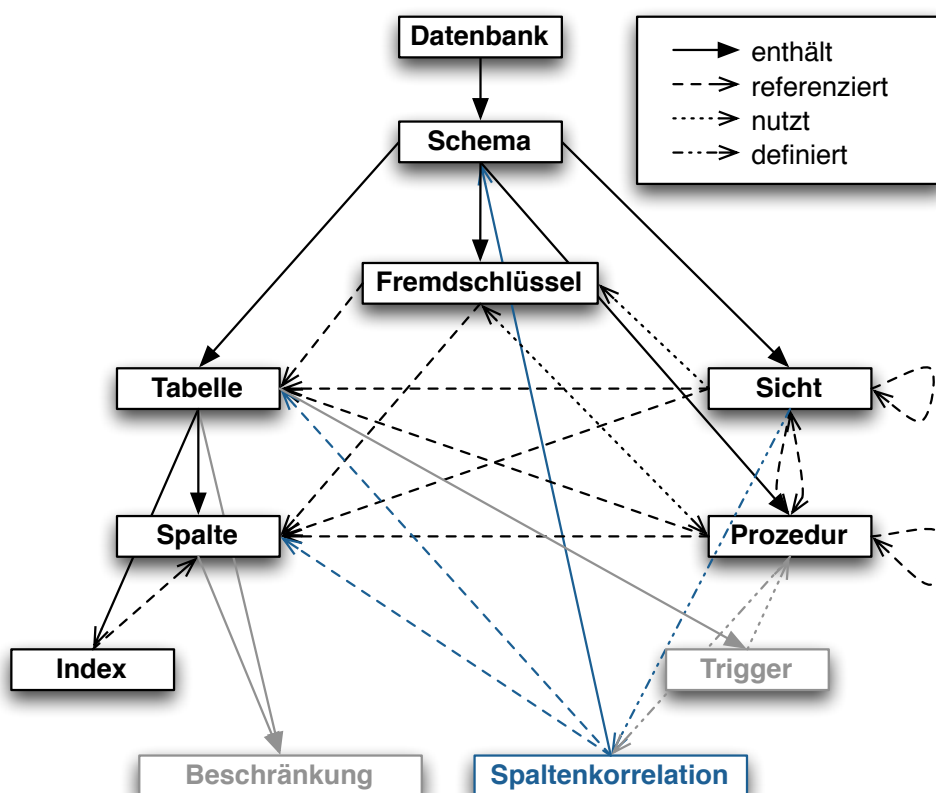 Datenbank
enthält
referenziert
nutzt
definiert
Schema
Fremdschlüssel
Tabelle
Sicht
Spalte
Prozedur
Index
Trigger
Beschränkung
Spaltenkorrelation